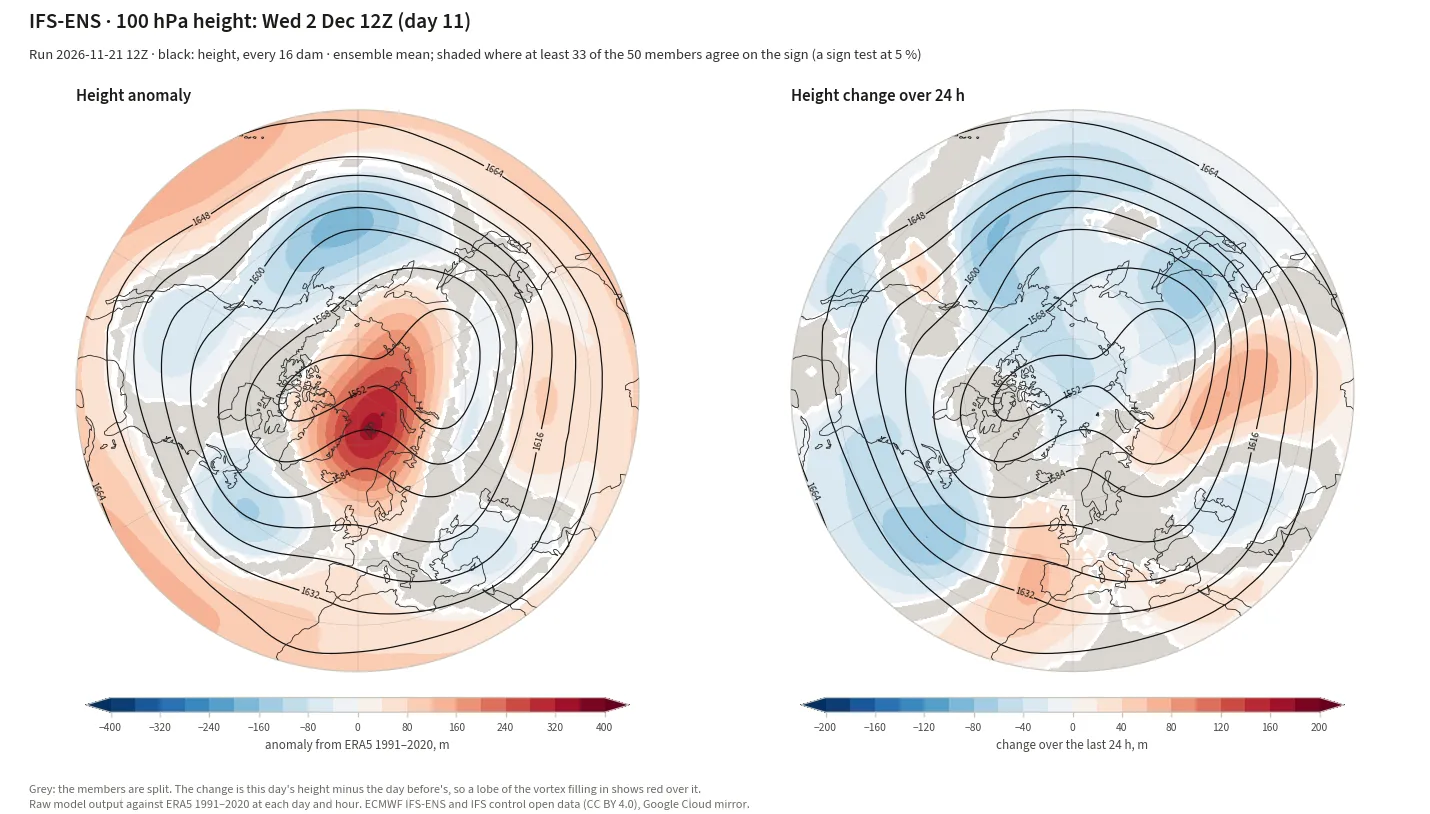 IFS-ENS · 100 hPa height: Wed 2 Dec 12Z (day 11)
Run 2026-11-21 12Z · black: height, every 16 dam · ensemble mean; shaded where at least 33 of the 50 members agree on the sign (a sign test at 5 %)
Height anomaly
1664
1648
1600
1568
1552
1584
1616
1664
1632
−400 −320 −240 −160 −80 0 80 160 240 320 400
anomaly from ERA5 1991–2020, m
Height change over 24 h
1664
1648
1600
1568
1552
1584
1616
1664
1632
−200 −160 −120 −80 −40 0 40 80 120 160 200
change over the last 24 h, m
Grey: the members are split. The change is this day's height minus the day before's, so a lobe of the vortex filling in shows red over it.
Raw model output against ERA5 1991–2020 at each day and hour. ECMWF IFS-ENS and IFS control open data (CC BY 4.0), Google Cloud mirror.